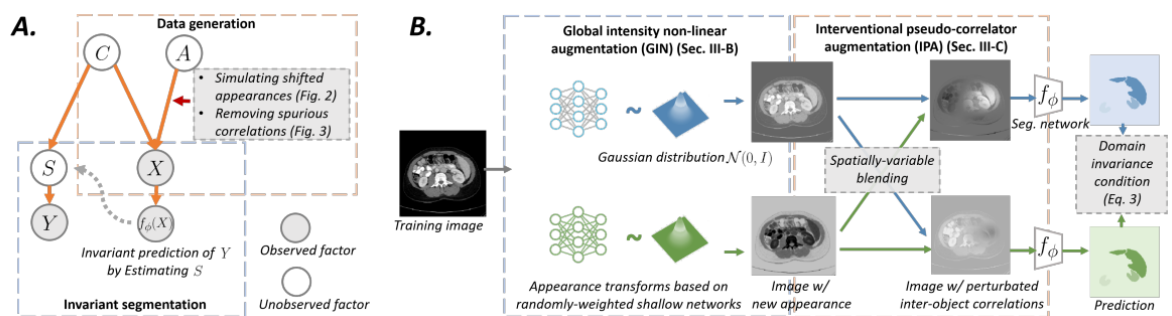 A.
Data generation
C
A
• Simulating shifted
appearances (Fig. 2)
• Removing spurious
correlations (Fig. 3)
S
X
Y
f_ϕ(X)
Invariant prediction of Y
by Estimating S
Invariant segmentation
Observed factor
Unobserved factor
B.
Training image
Global intensity non-linear
augmentation (GIN) (Sec. III-B)
~
Gaussian distribution N(0, I)
~
Appearance transforms based on
randomly-weighted shallow networks
Image w/
new appearance
Interventional pseudo-correlator
augmentation (IPA) (Sec. III-C)
Spatially-variable
blending
Image w/ perturbated
inter-object correlations
f_ϕ
Seg. network
f_ϕ
Domain
invariance
condition
(Eq. 3)
Prediction